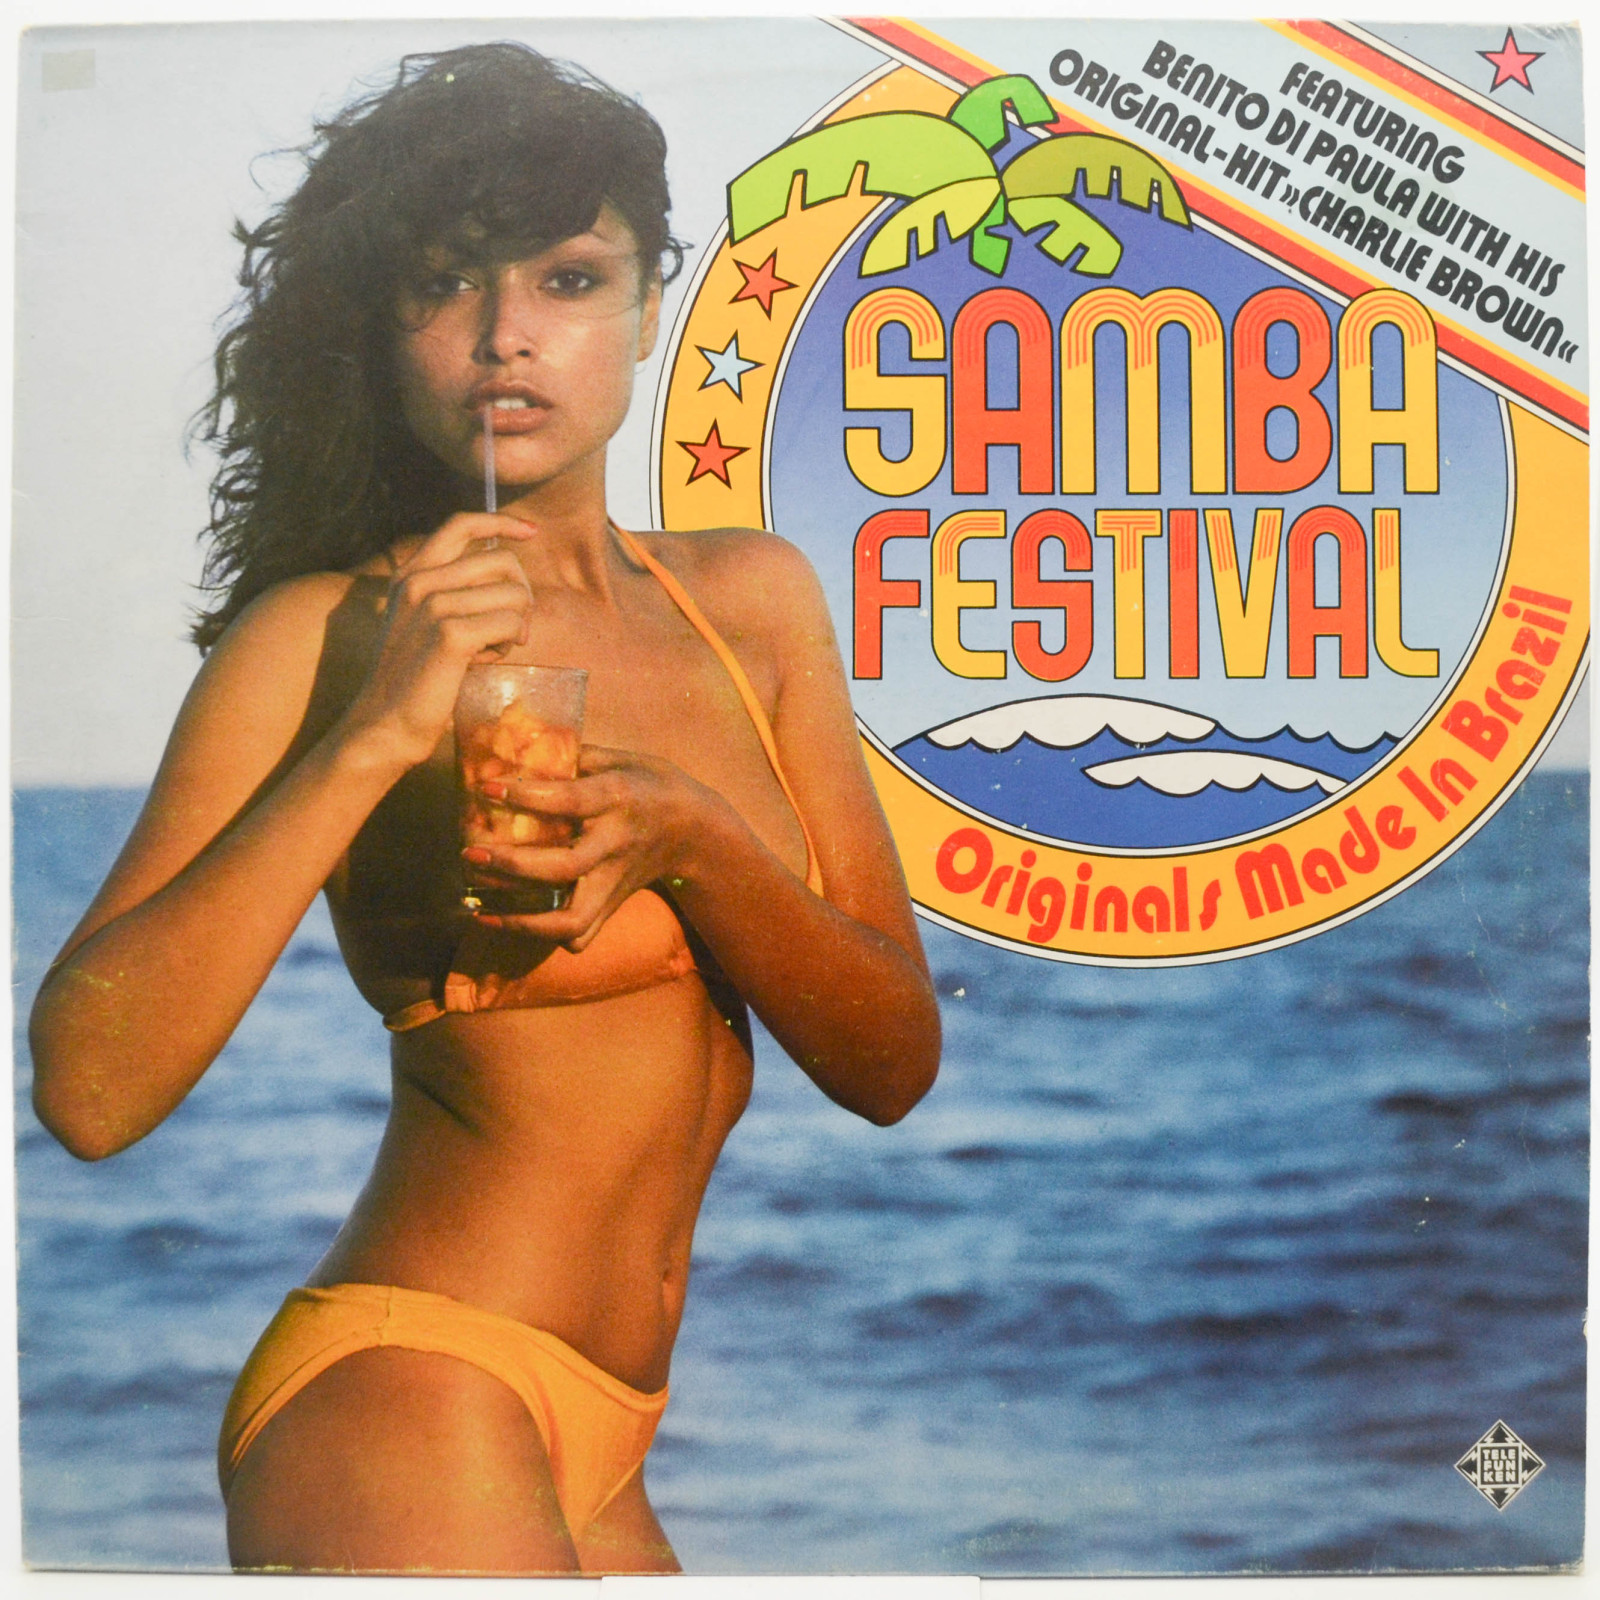 FEATURING
BENITO DI PAULA WITH HIS
ORIGINAL-HIT »CHARLIE BROWN«
SAMBA
FESTIVAL
Originals Made In Brazil
TELE
FUN
KEN